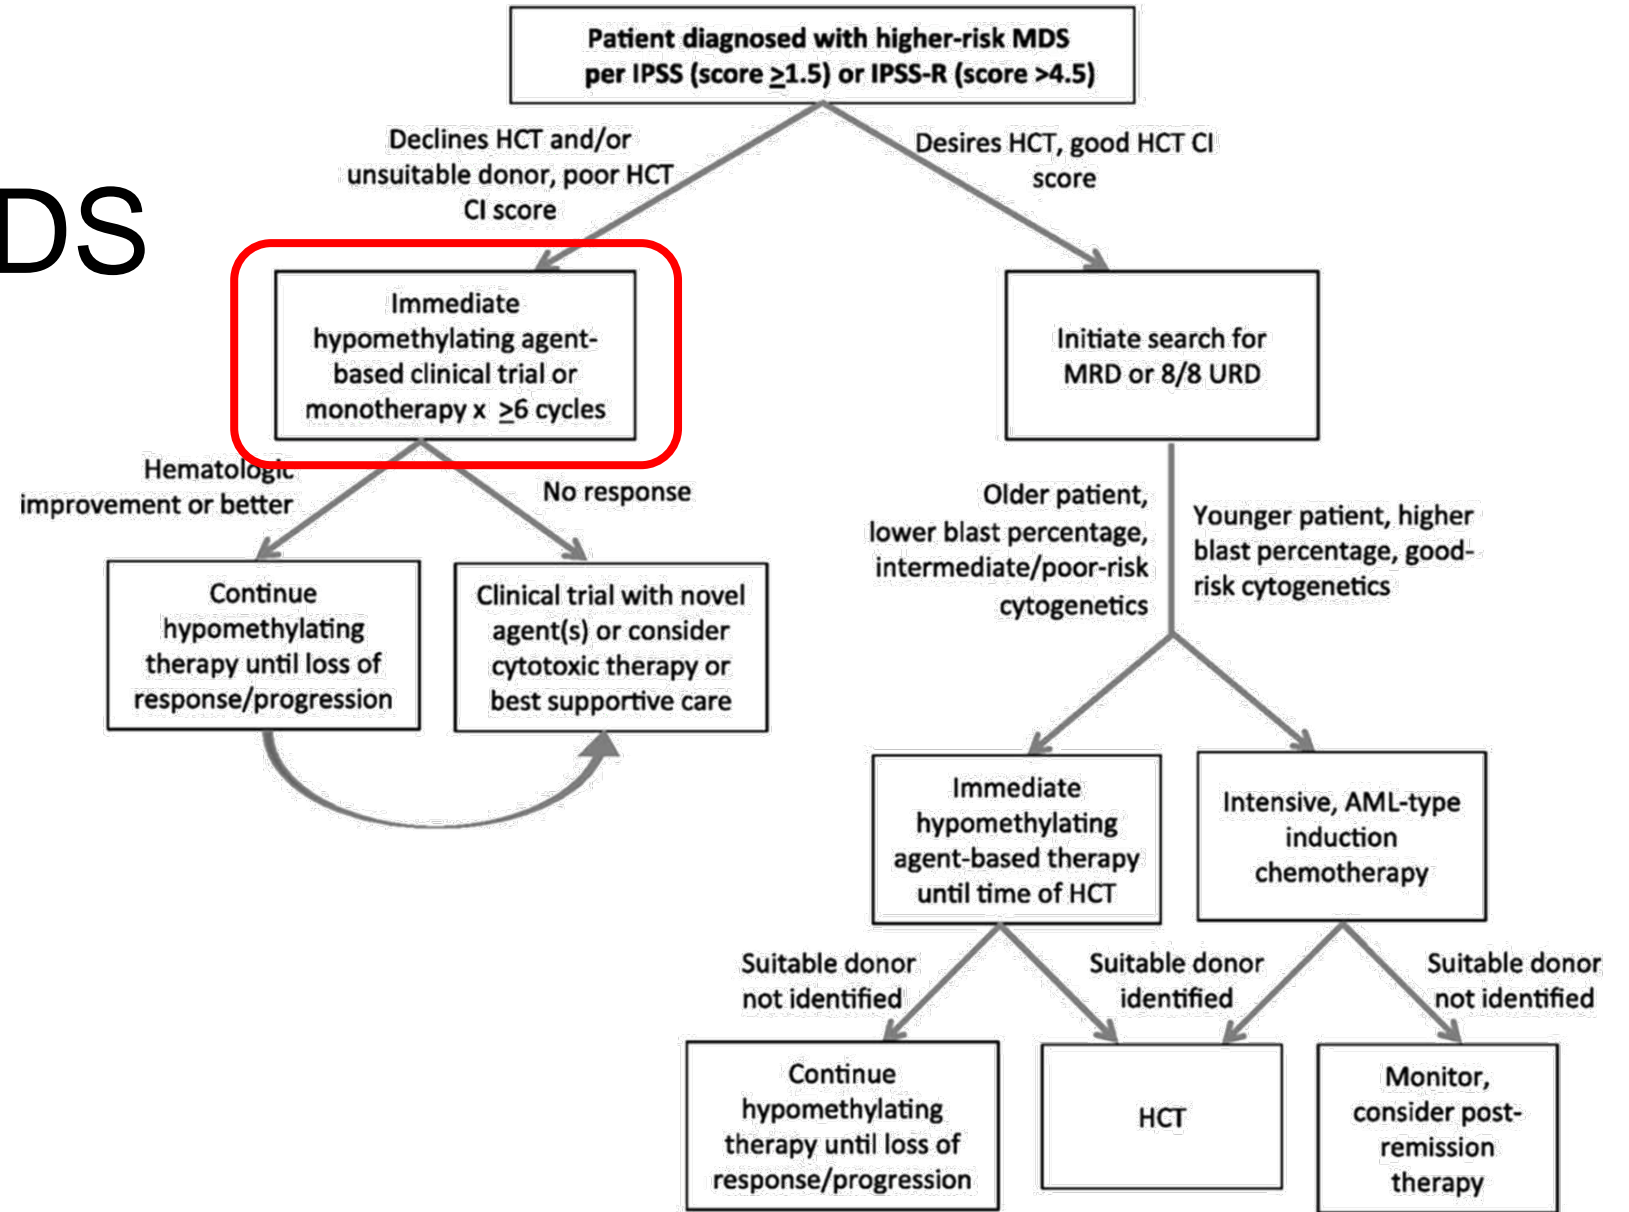 Patient diagnosed with higher-risk MDS
per IPSS (score ≥1.5) or IPSS-R (score >4.5)
Declines HCT and/or
unsuitable donor, poor HCT
CI score
Desires HCT, good HCT CI
score
DS
Immediate
hypomethylating agent-
based clinical trial or
monotherapy x ≥6 cycles
Initiate search for
MRD or 8/8 URD
Hematologic
improvement or better
No response
Older patient,
lower blast percentage,
intermediate/poor-risk
cytogenetics
Younger patient, higher
blast percentage, good-
risk cytogenetics
Continue
hypomethylating
therapy until loss of
response/progression
Clinical trial with novel
agent(s) or consider
cytotoxic therapy or
best supportive care
Immediate
hypomethylating
agent-based therapy
until time of HCT
Intensive, AML-type
induction
chemotherapy
Suitable donor
not identified
Suitable donor
identified
Suitable donor
not identified
Continue
hypomethylating
therapy until loss of
response/progression
HCT
Monitor,
consider post-
remission
therapy